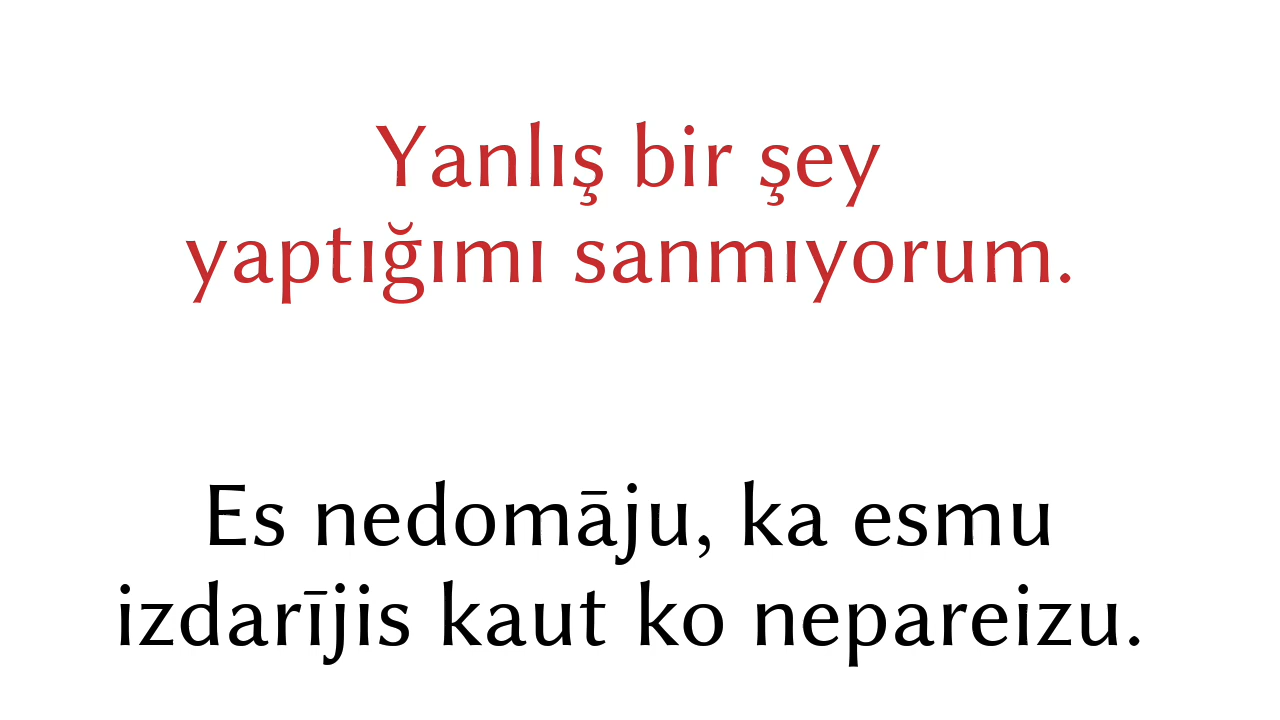 Yanlış bir şey
yaptığımı sanmıyorum.
Es nedomāju, ka esmu
izdarījis kaut ko nepareizu.